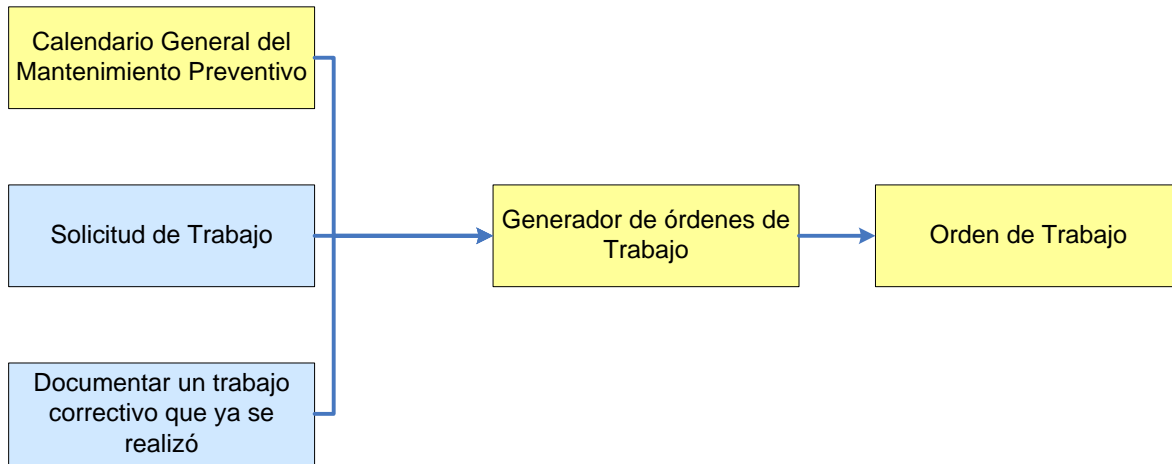 Calendario General del
Mantenimiento Preventivo
Solicitud de Trabajo
Generador de órdenes de
Trabajo
Orden de Trabajo
Documentar un trabajo
correctivo que ya se
realizó